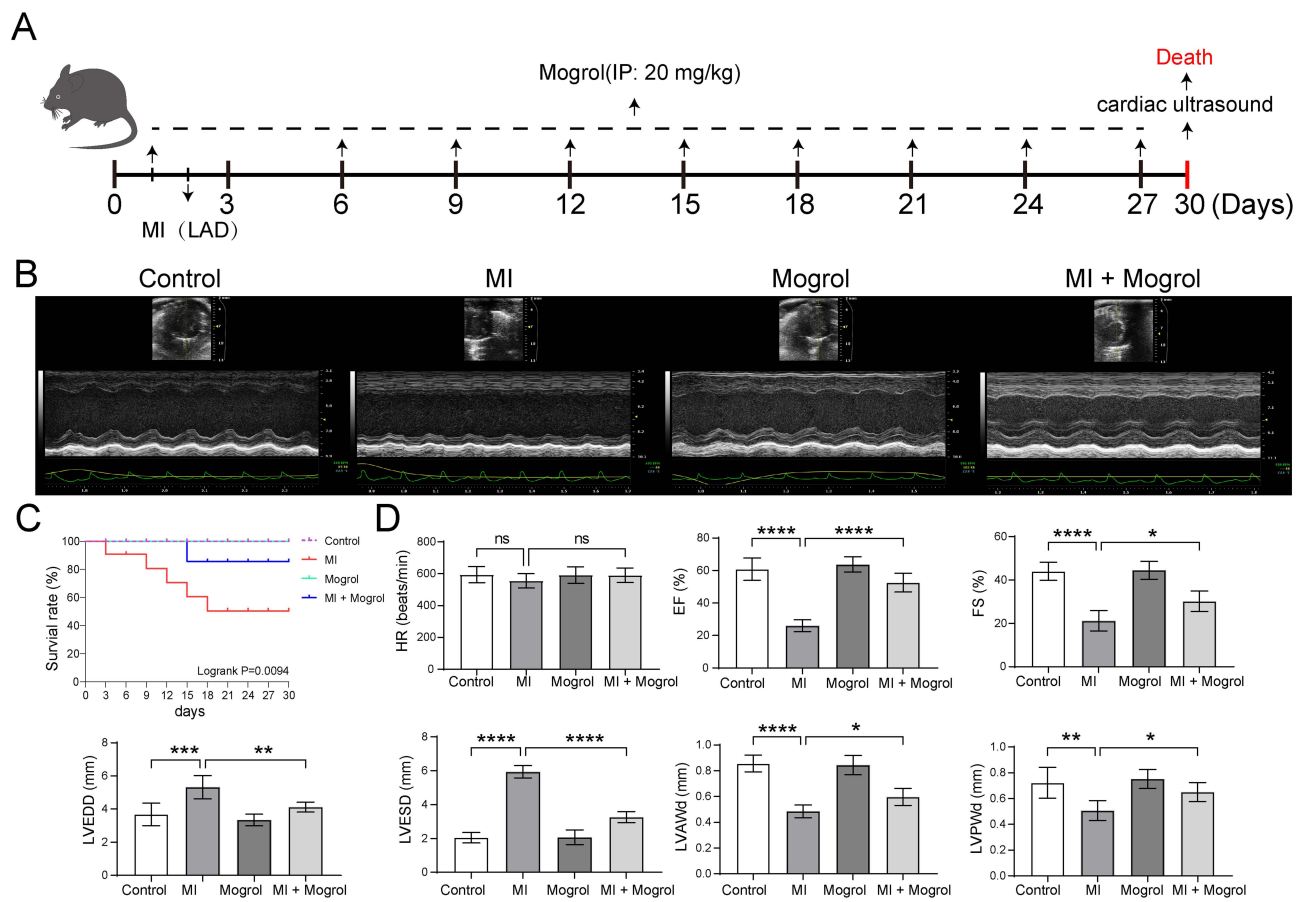 A
Mogrol(IP: 20 mg/kg)
Death
cardiac ultrasound
0 3 6 9 12 15 18 21 24 27 30 (Days)
MI （LAD）
B
Control MI Mogrol MI + Mogrol
C
Survial rate (%)
100
80
60
40
20
0
0 3 6 9 12 15 18 21 24 27 30
days
Logrank P=0.0094
Control
MI
Mogrol
MI + Mogrol
D
HR (beats/min)
800
600
400
200
0
ns ns
Control MI Mogrol MI + Mogrol
EF (%)
80
60
40
20
0
**** ****
Control MI Mogrol MI + Mogrol
FS (%)
60
40
20
0
**** *
Control MI Mogrol MI + Mogrol
LVEDD (mm)
8
6
4
2
0
*** **
Control MI Mogrol MI + Mogrol
LVESD (mm)
8
6
4
2
0
**** ****
Control MI Mogrol MI + Mogrol
LVAWd (mm)
1.0
0.8
0.6
0.4
0.2
0.0
**** *
Control MI Mogrol MI + Mogrol
LVPWd (mm)
1.0
0.8
0.6
0.4
0.2
0.0
** *
Control MI Mogrol MI + Mogrol